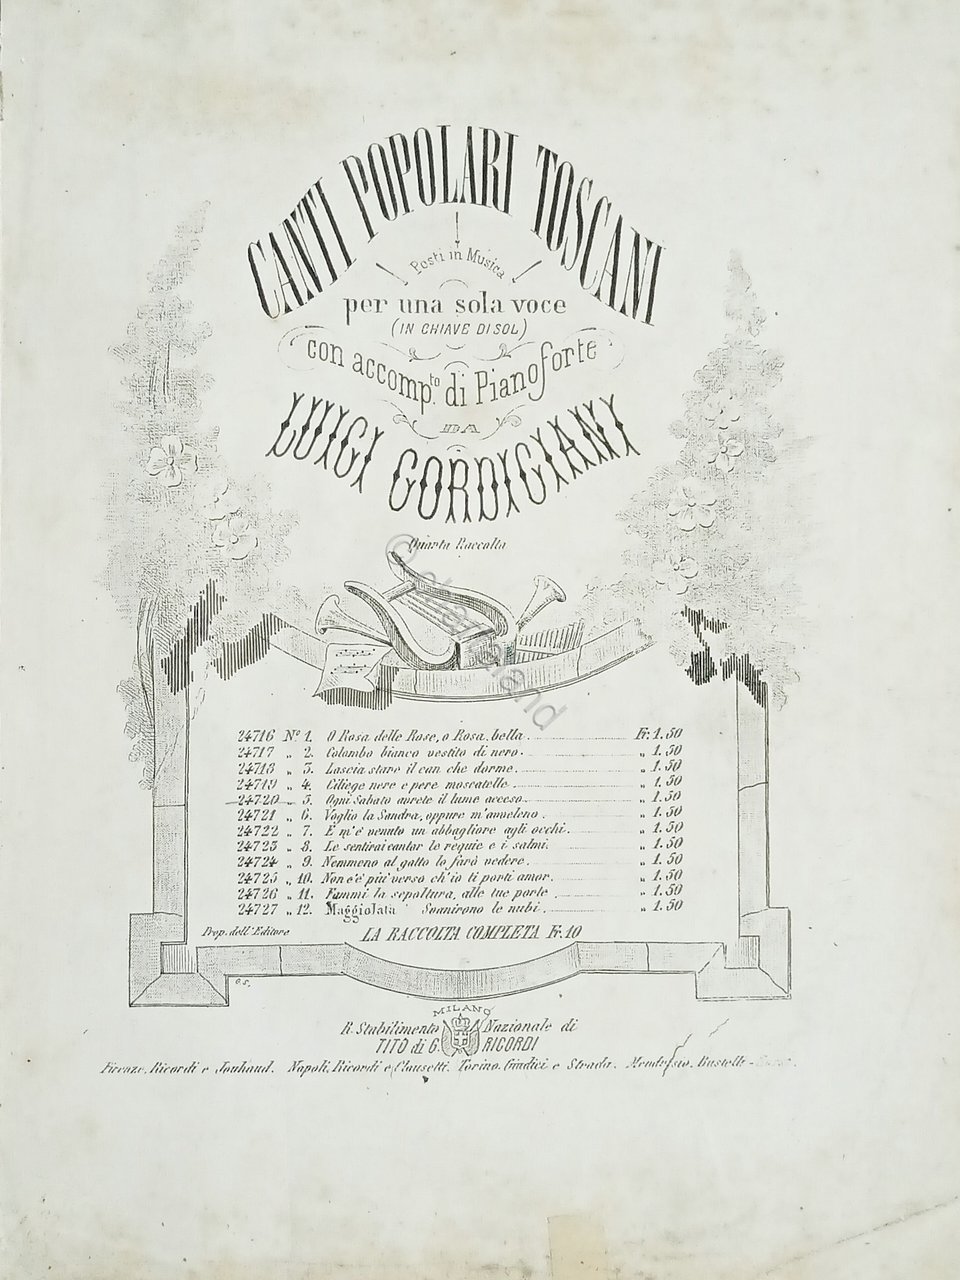 CANTI POPOLARI TOSCANI
Posti in Musica
per una sola voce
(IN CHIAVE DI SOL)
con accomp.to di Pianoforte
DA
LUIGI GORDIGIANI
Quarta Raccolta
24716 No. 1. O Rosa delle Rose, o Rosa bella . . . Fr. 1.50
24717 „ 2. Colombo bianco vestito di nero . . . „ 1.50
24718 „ 3. Lascia stare il can che dorme . . . „ 1.50
24719 „ 4. Ciliege nere e pere moscatelle . . . „ 1.50
24720 „ 5. Ogni Sabato avrete il lume acceso . . . „ 1.50
24721 „ 6. Voglio la Sandra, oppure m'avveleno . . . „ 1.50
24722 „ 7. E m'è venuto un abbagliore agli occhi . . . „ 1.50
24723 „ 8. Le sentirai cantar le requie e i salmi . . . „ 1.50
24724 „ 9. Nemmeno al gatto lo farò vedere . . . „ 1.50
24725 „ 10. Non c'è più verso ch'io ti porti amor . . . „ 1.50
24726 „ 11. Fammi la sepoltura, alle tue porte . . . „ 1.50
24727 „ 12. Maggiolata Svanirono le nubi . . . „ 1.50
Prop. dell'Editore
LA RACCOLTA COMPLETA Fr. 10
MILANO
R. Stabilimento Nazionale di
TITO di G. RICORDI
Firenze, Ricordi e Jouhaud. Napoli, Ricordi e Clausetti. Torino, Giudici e Strada. Mendrisio, Bustelli